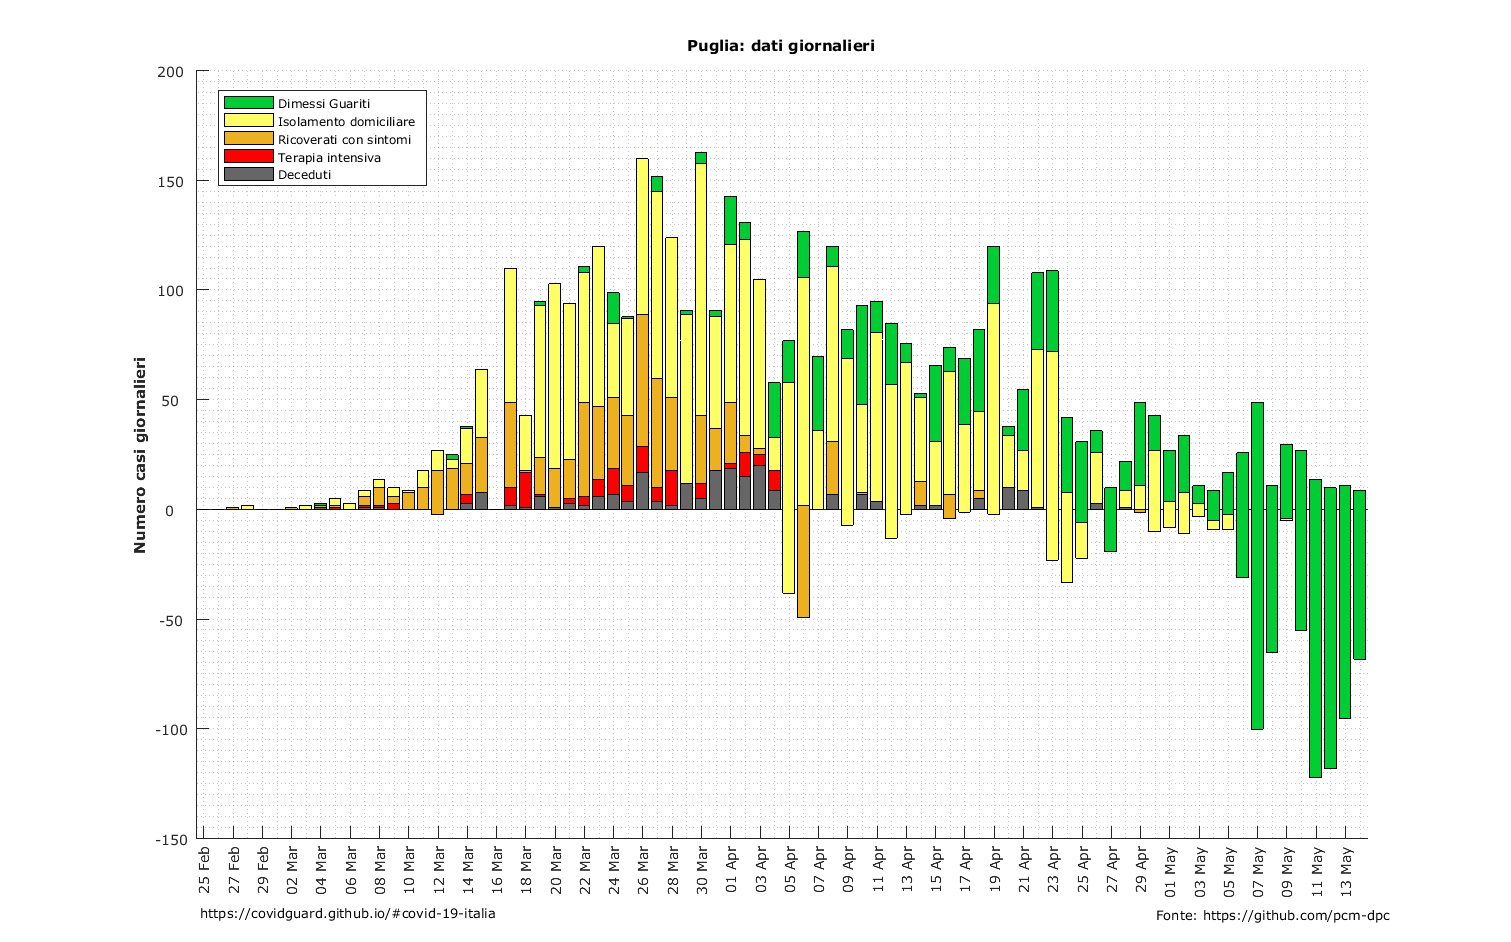 Puglia: dati giornalieri
200
150
100
50
0
-50
-100
-150
Numero casi giornalieri
Dimessi Guariti
Isolamento domiciliare
Ricoverati con sintomi
Terapia intensiva
Deceduti
25 Feb
27 Feb
29 Feb
02 Mar
04 Mar
06 Mar
08 Mar
10 Mar
12 Mar
14 Mar
16 Mar
18 Mar
20 Mar
22 Mar
24 Mar
26 Mar
28 Mar
30 Mar
01 Apr
03 Apr
05 Apr
07 Apr
09 Apr
11 Apr
13 Apr
15 Apr
17 Apr
19 Apr
21 Apr
23 Apr
25 Apr
27 Apr
29 Apr
01 May
03 May
05 May
07 May
09 May
11 May
13 May
https://covidguard.github.io/#covid-19-italia
Fonte: https://github.com/pcm-dpc